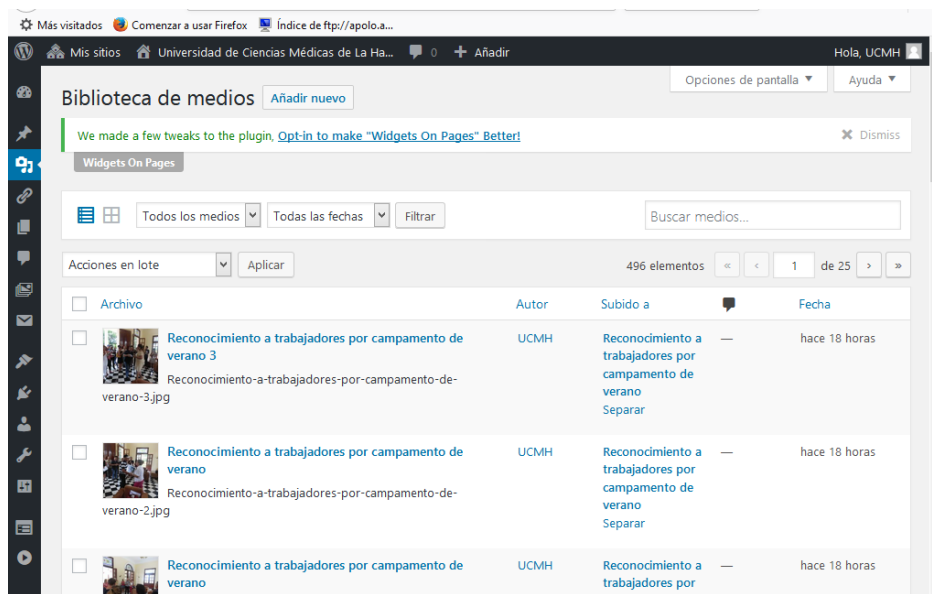 Más visitados Comenzar a usar Firefox Índice de ftp://apolo.a...
Mis sitios Universidad de Ciencias Médicas de La Ha... 0 Añadir Hola, UCMH
Opciones de pantalla Ayuda
Biblioteca de medios Añadir nuevo
We made a few tweaks to the plugin, Opt-in to make "Widgets On Pages" Better! Dismiss
Widgets On Pages
Todos los medios Todas las fechas Filtrar Buscar medios...
Acciones en lote Aplicar 496 elementos « ‹ 1 de 25 › »
Archivo Autor Subido a Fecha
Reconocimiento a trabajadores por campamento de UCMH Reconocimiento a — hace 18 horas
verano 3 trabajadores por
Reconocimiento-a-trabajadores-por-campamento-de- campamento de
verano-3.jpg verano
Separar
Reconocimiento a trabajadores por campamento de UCMH Reconocimiento a — hace 18 horas
verano trabajadores por
Reconocimiento-a-trabajadores-por-campamento-de- campamento de
verano-2.jpg verano
Separar
Reconocimiento a trabajadores por campamento de UCMH Reconocimiento a — hace 18 horas
verano trabajadores por